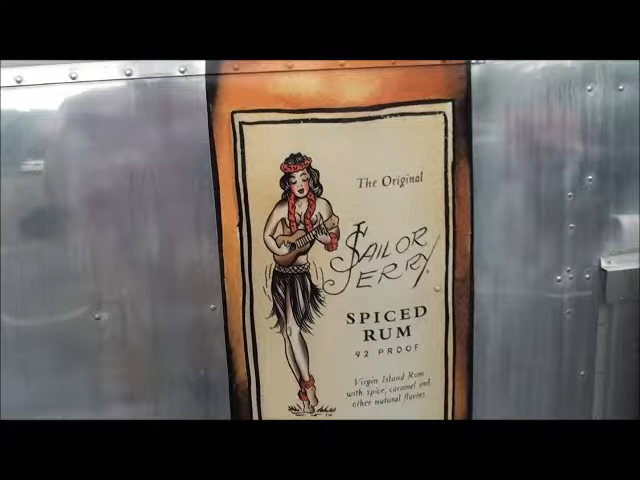 The Original
SAILOR
JERRY
SPICED
RUM
92 PROOF
Virgin Island Rum
with spice, caramel and
other natural flavors